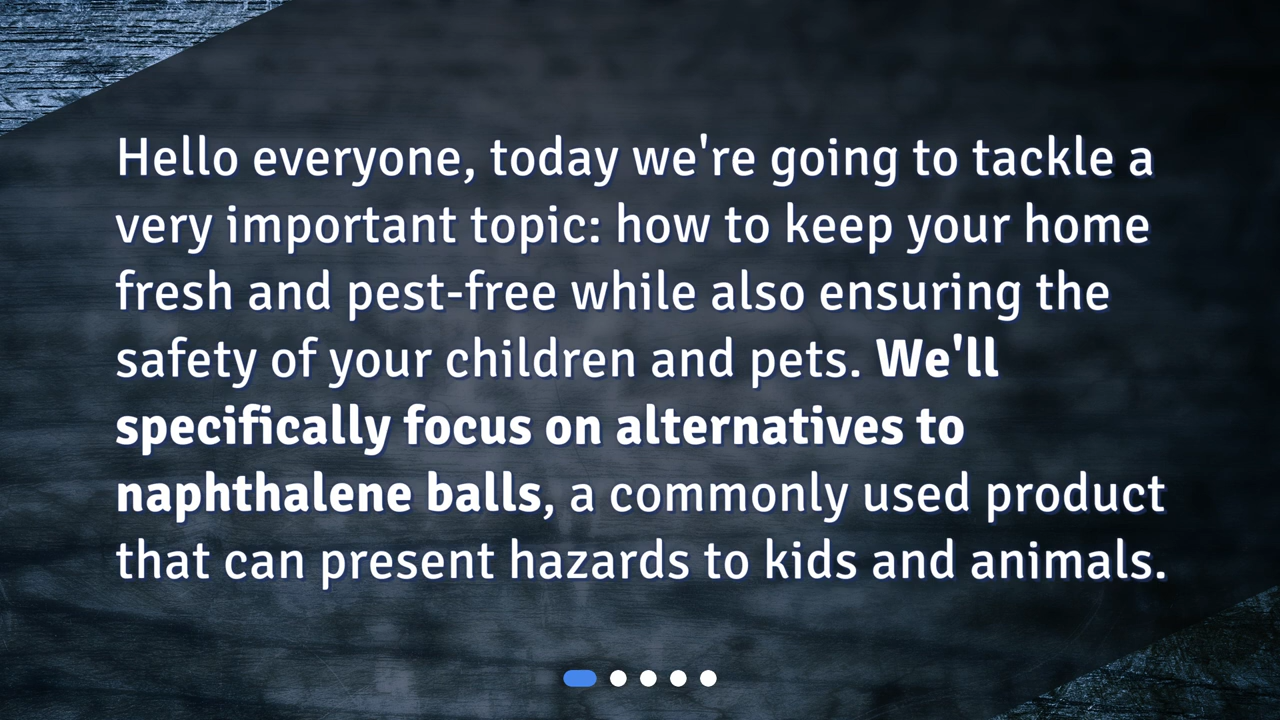 Hello everyone, today we're going to tackle a
very important topic: how to keep your home
fresh and pest-free while also ensuring the
safety of your children and pets. We'll
specifically focus on alternatives to
naphthalene balls, a commonly used product
that can present hazards to kids and animals.